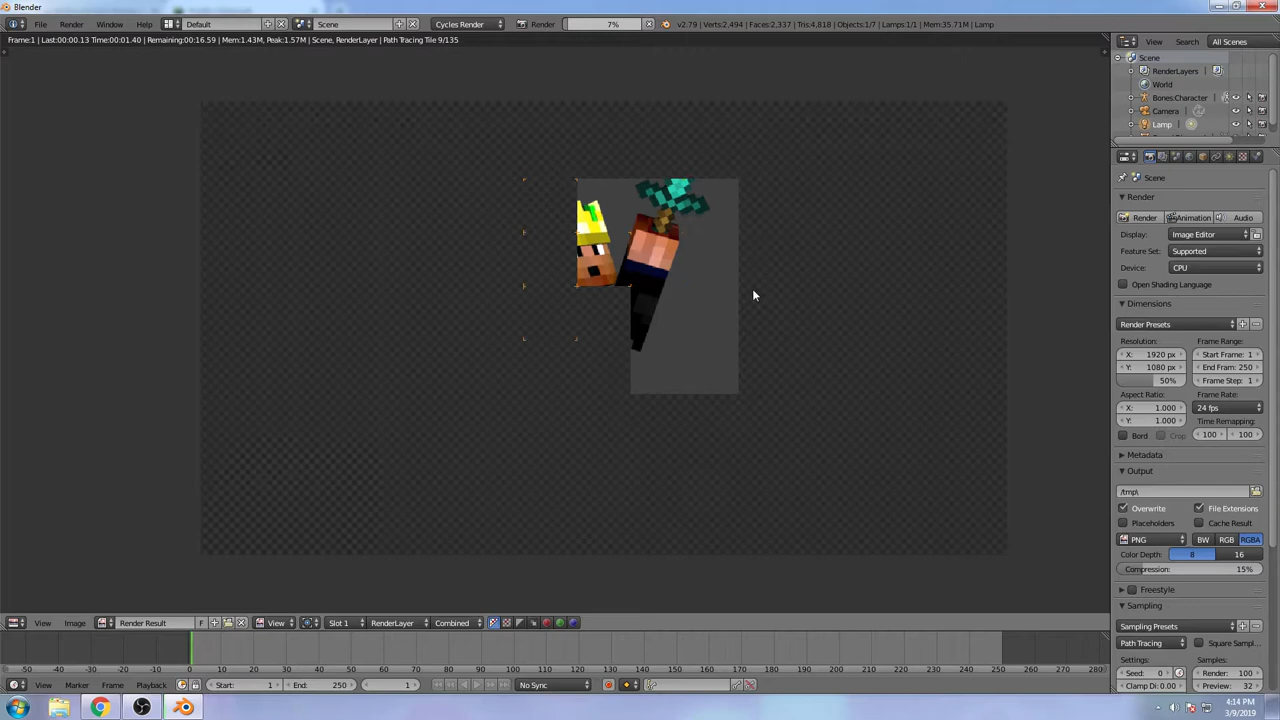 Blender
File Render Window Help Default Scene Cycles Render Render 7% v2.79 | Verts:2,494 | Faces:2,337 | Tris:4,818 | Objects:1/7 | Lamps:1/1 | Mem:35.71M | Lamp
Frame:1 | Last:00:00.13 Time:00:01.40 | Remaining:00:16.59 | Mem:1.43M, Peak:1.57M | Scene, RenderLayer | Path Tracing Tile 9/135
View Search All Scenes
Scene
RenderLayers
World
Bones:Character
Camera
Lamp
Scene
Render
Render Animation Audio
Display: Image Editor
Feature Set: Supported
Device: CPU
Open Shading Language
Dimensions
Render Presets
Resolution: Frame Range:
X: 1920 px Start Frame: 1
Y: 1080 px End Fram: 250
50% Frame Step: 1
Aspect Ratio: Frame Rate:
X: 1.000 24 fps
Y: 1.000 Time Remapping:
Bord Crop 100 100
Metadata
Output
/tmp\
Overwrite File Extensions
Placeholders Cache Result
PNG BW RGB RGBA
Color Depth: 8 16
Compression: 15%
Freestyle
Sampling
Sampling Presets
Path Tracing Square Sampl...
Settings: Samples:
Seed: 0 Render: 100
Clamp Di: 0.00 Preview: 32
View Image Render Result F View Slot 1 RenderLayer Combined
-50 -40 -30 -20 -10 0 10 20 30 40 50 60 70 80 90 100 110 120 130 140 150 160 170 180 190 200 210 220 230 240 250 260 270 280
View Marker Frame Playback Start: 1 End: 250 1 No Sync
4:14 PM
3/9/2019